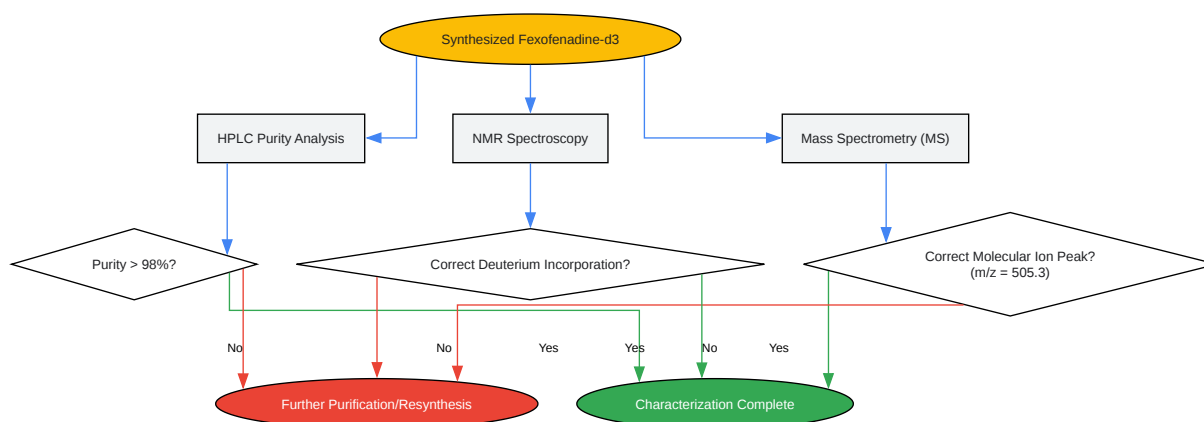 Synthesized Fexofenadine-d3
HPLC Purity Analysis
NMR Spectroscopy
Mass Spectrometry (MS)
Purity > 98%?
Correct Deuterium Incorporation?
Correct Molecular Ion Peak?
(m/z = 505.3)
No
No
Yes
Yes
No
Yes
Further Purification/Resynthesis
Characterization Complete